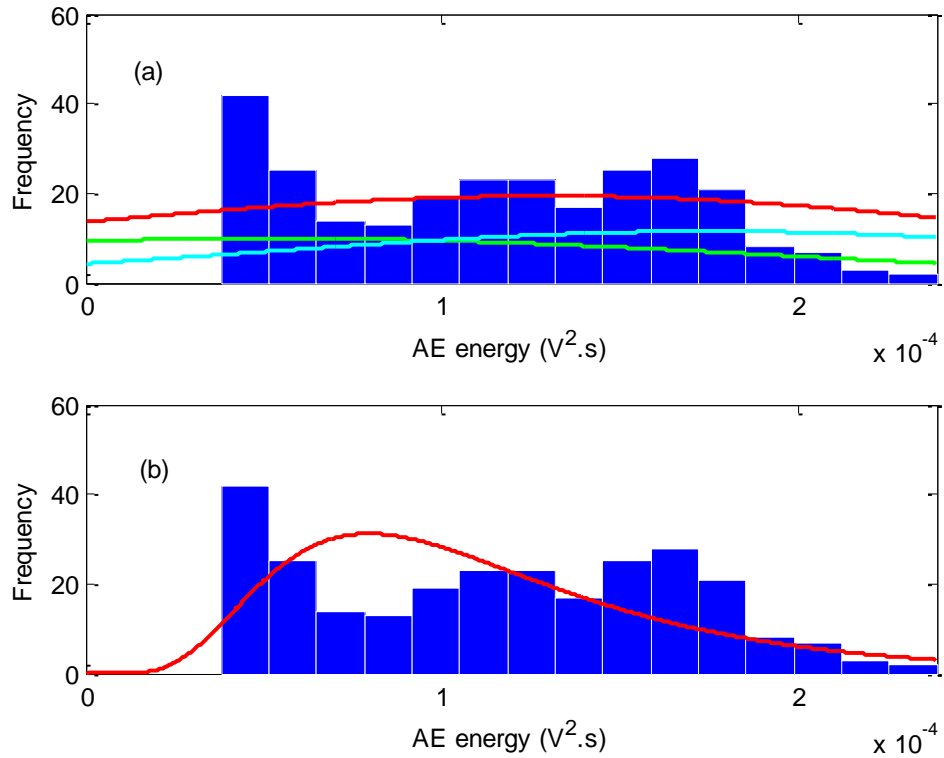 60
(a)
40
Frequency
20
0
0 1 2
AE energy (V².s)
x 10⁻⁴
60
(b)
40
Frequency
20
0
0 1 2
AE energy (V².s)
x 10⁻⁴